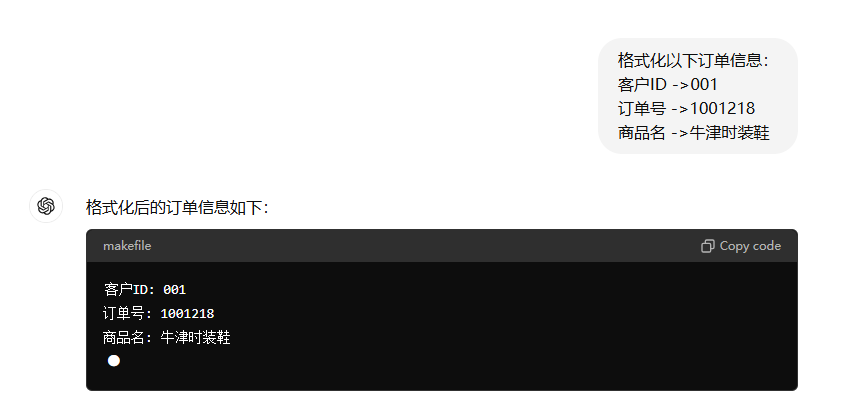 格式化以下订单信息：
客户ID ->001
订单号 ->1001218
商品名 ->牛津时装鞋
格式化后的订单信息如下：
makefile
Copy code
客户ID: 001
订单号: 1001218
商品名: 牛津时装鞋